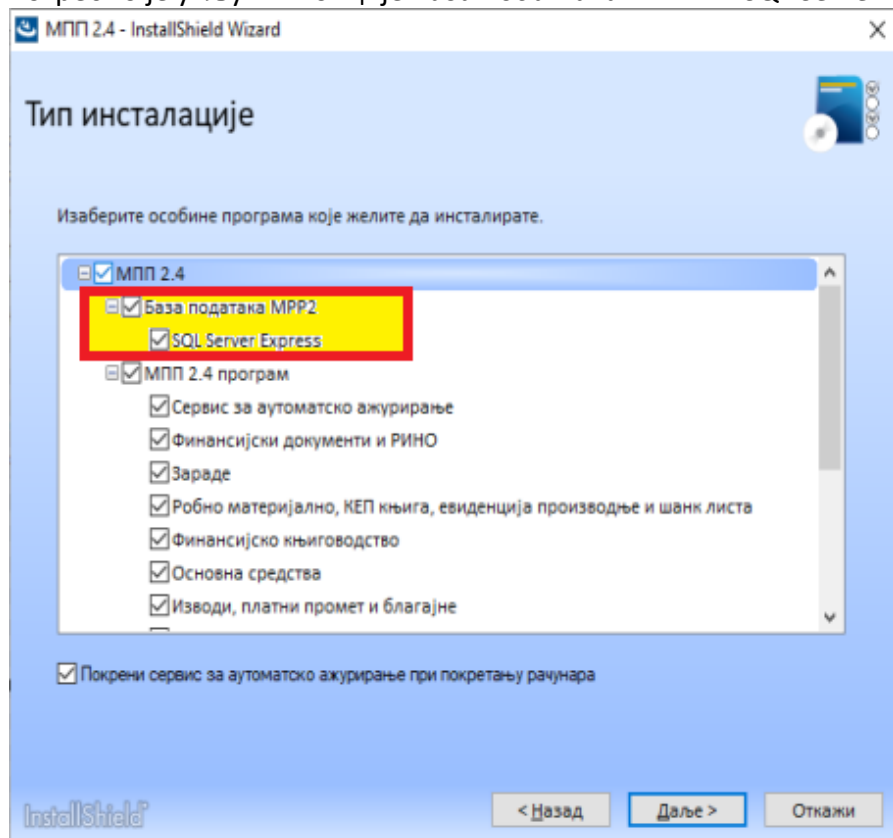 МПП 2.4 - InstallShield Wizard
Тип инсталације
Изаберите особине програма које желите да инсталирате.
МПП 2.4
База података MPP2
SQL Server Express
МПП 2.4 програм
Сервис за аутоматско ажурирање
Финансијски документи и РИНО
Зараде
Робно материјално, КЕП књига, евиденција производње и шанк листа
Финансијско књиговодство
Основна средства
Изводи, платни промет и благајне
Покрени сервис за аутоматско ажурирање при покретању рачунара
InstallShield
< Назад Даље > Откажи